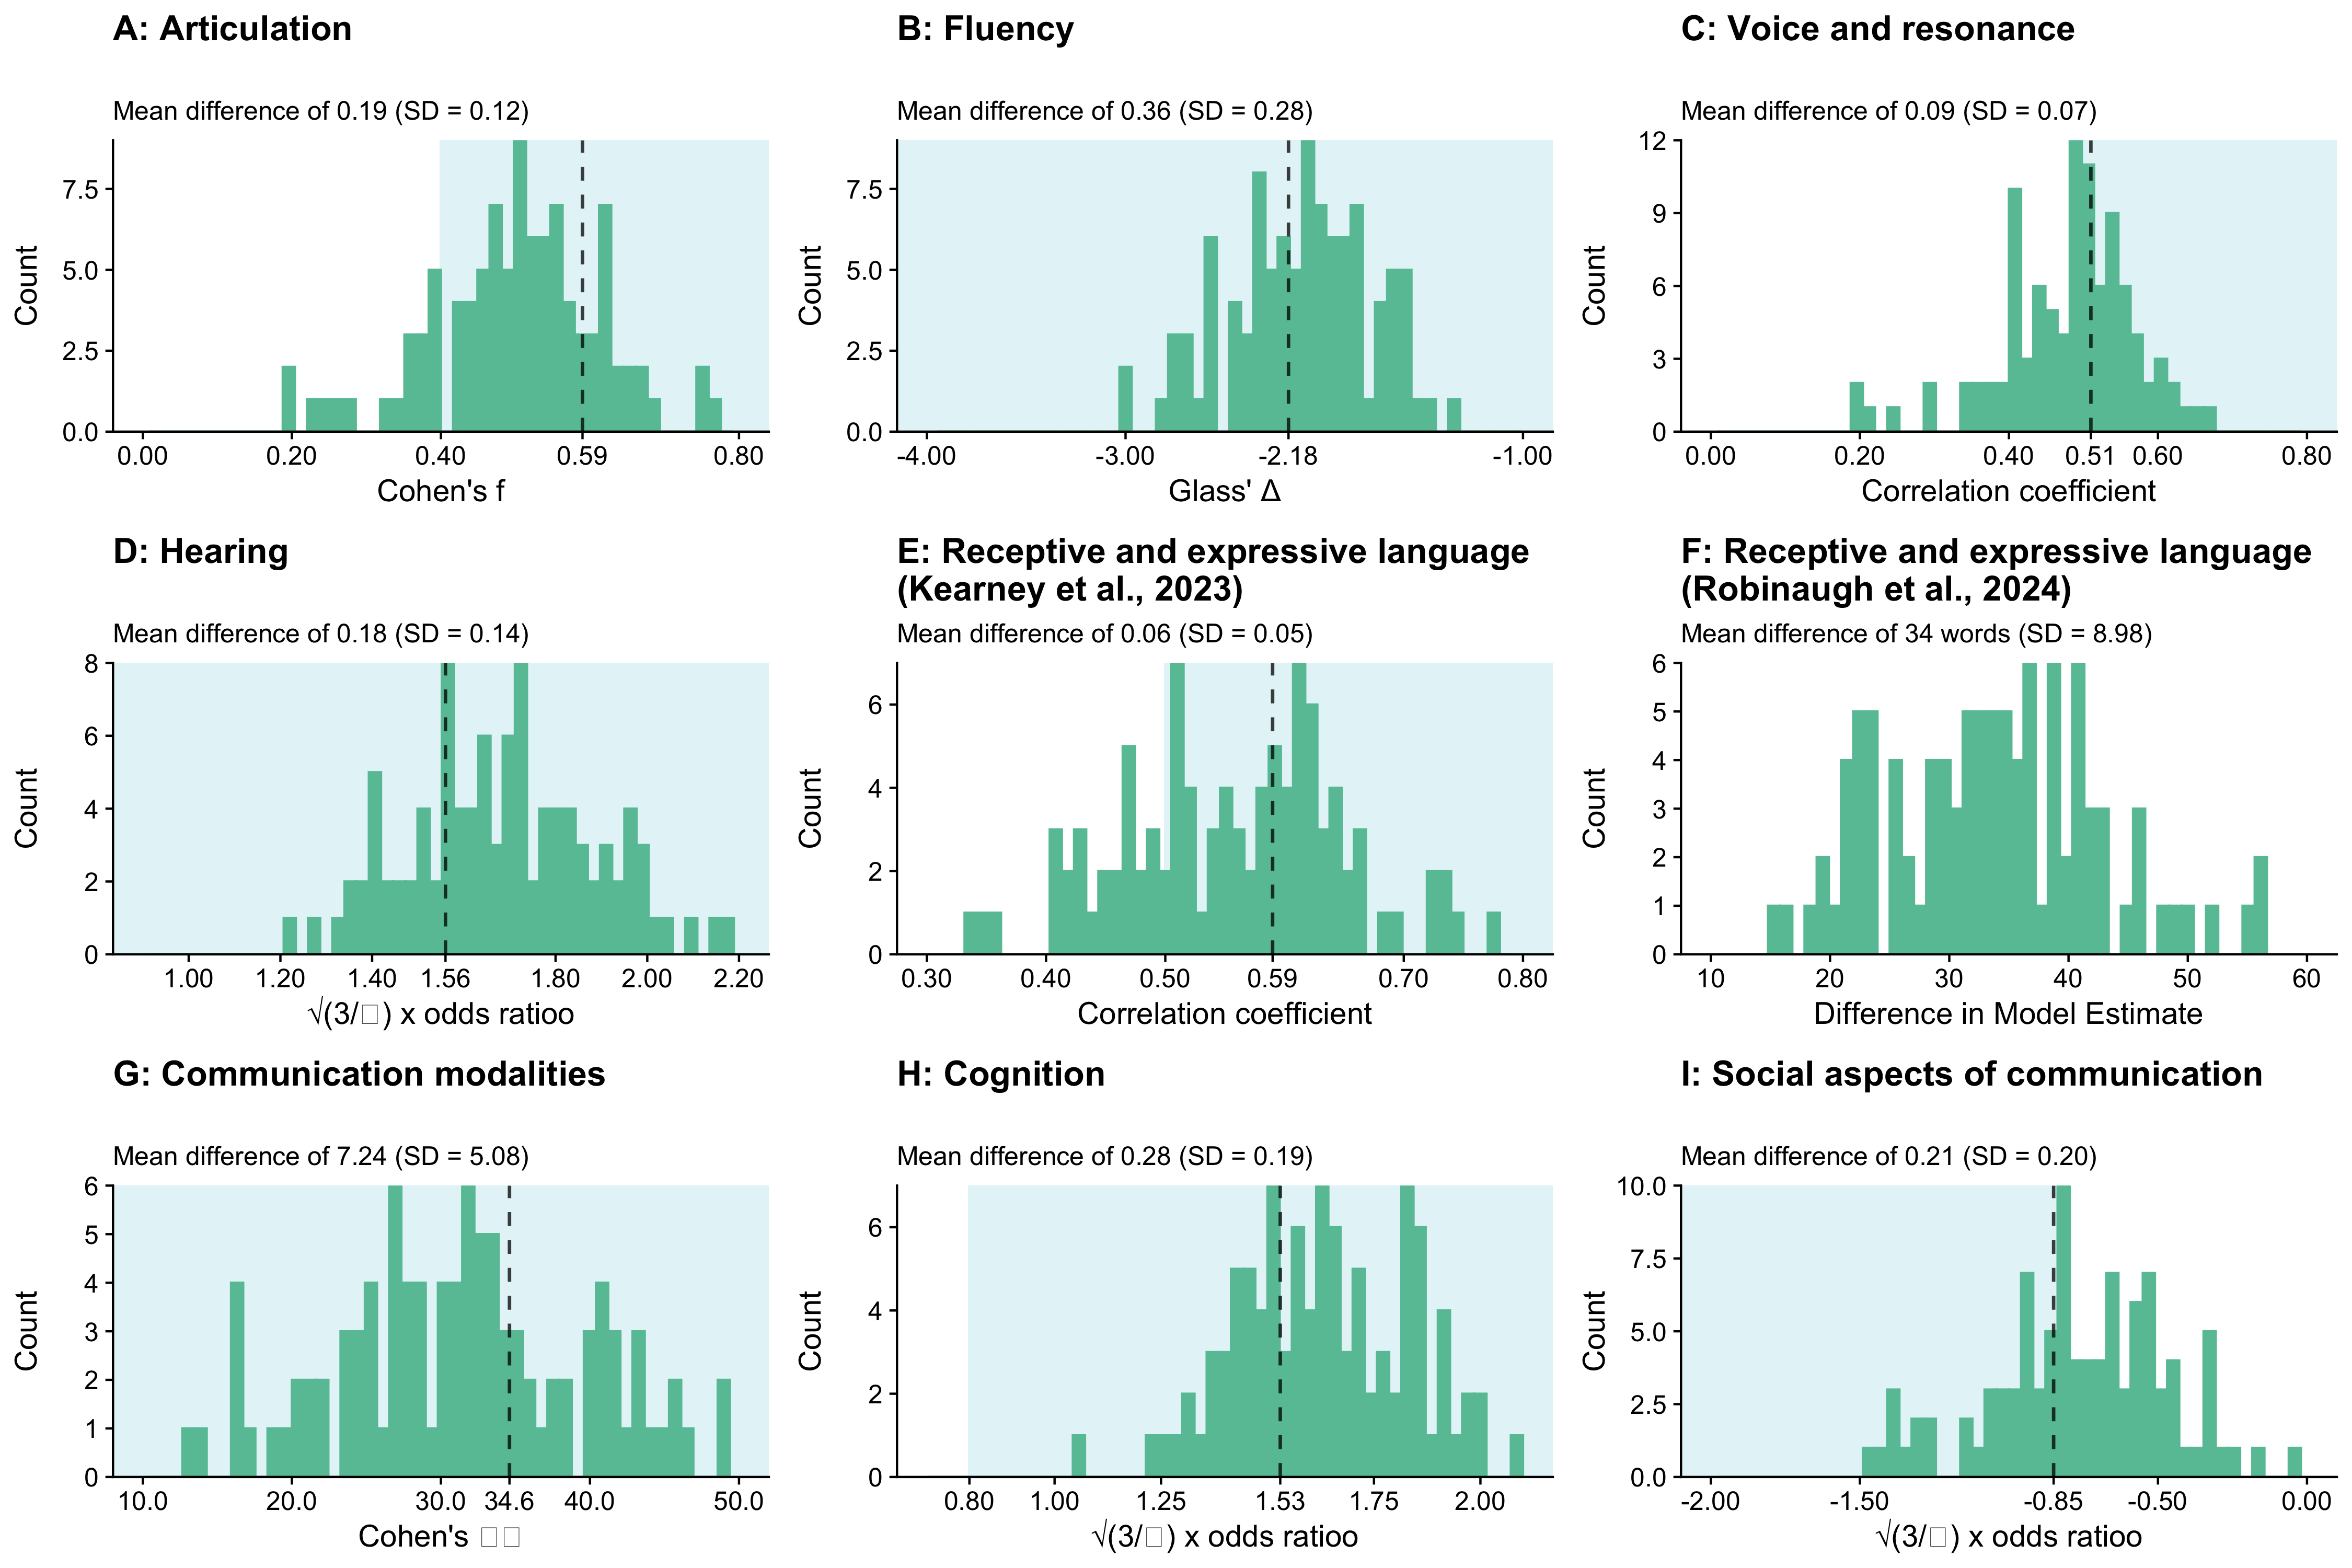 A: Articulation
Mean difference of 0.19 (SD = 0.12)
Count
7.5
5.0
2.5
0.0
0.00 0.20 0.40 0.59 0.80
Cohen's f
B: Fluency
Mean difference of 0.36 (SD = 0.28)
Count
7.5
5.0
2.5
0.0
-4.00 -3.00 -2.18 -1.00
Glass' Δ
C: Voice and resonance
Mean difference of 0.09 (SD = 0.07)
Count
12
9
6
3
0
0.00 0.20 0.40 0.51 0.60 0.80
Correlation coefficient
D: Hearing
Mean difference of 0.18 (SD = 0.14)
Count
8
6
4
2
0
1.00 1.20 1.40 1.56 1.80 2.00 2.20
√(3/□) x odds ratioo
E: Receptive and expressive language
(Kearney et al., 2023)
Mean difference of 0.06 (SD = 0.05)
Count
6
4
2
0
0.30 0.40 0.50 0.59 0.70 0.80
Correlation coefficient
F: Receptive and expressive language
(Robinaugh et al., 2024)
Mean difference of 34 words (SD = 8.98)
Count
6
5
4
3
2
1
0
10 20 30 40 50 60
Difference in Model Estimate
G: Communication modalities
Mean difference of 7.24 (SD = 5.08)
Count
6
5
4
3
2
1
0
10.0 20.0 30.0 34.6 40.0 50.0
Cohen's □□
H: Cognition
Mean difference of 0.28 (SD = 0.19)
Count
6
4
2
0
0.80 1.00 1.25 1.53 1.75 2.00
√(3/□) x odds ratioo
I: Social aspects of communication
Mean difference of 0.21 (SD = 0.20)
Count
10.0
7.5
5.0
2.5
0.0
-2.00 -1.50 -0.85 -0.50 0.00
√(3/□) x odds ratioo